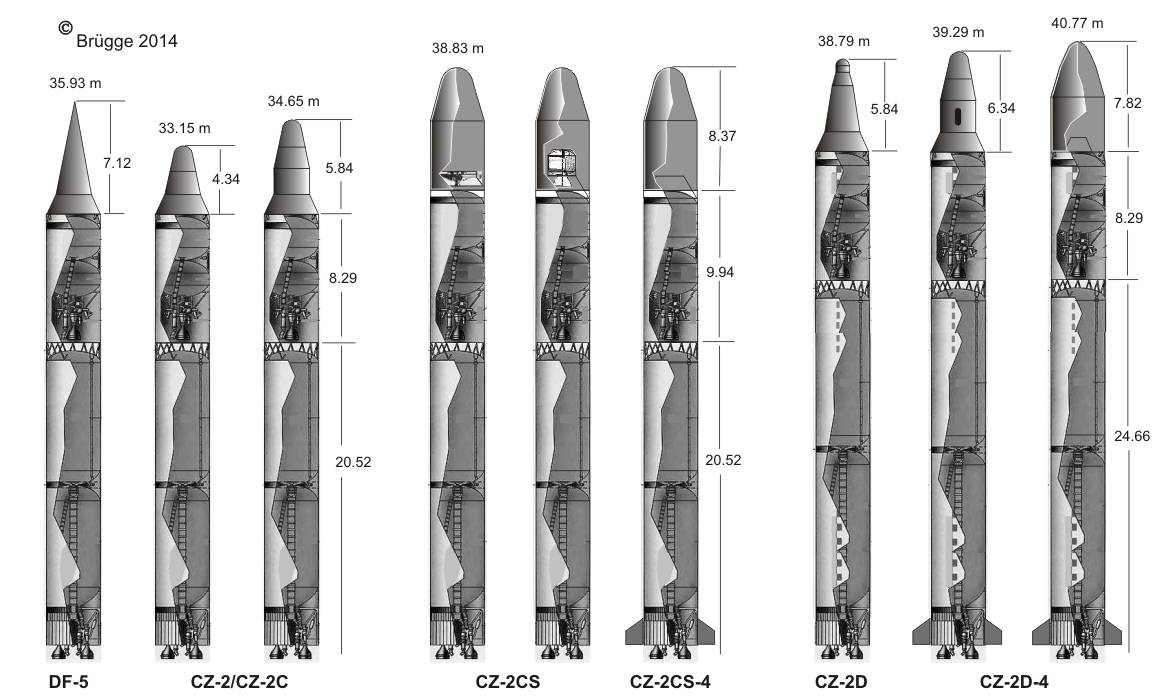 ©
Brügge 2014
35.93 m
33.15 m
34.65 m
38.83 m
38.79 m
39.29 m
40.77 m
7.12
4.34
5.84
8.37
5.84
6.34
7.82
8.29
9.94
8.29
20.52
20.52
24.66
DF-5
CZ-2/CZ-2C
CZ-2CS
CZ-2CS-4
CZ-2D
CZ-2D-4